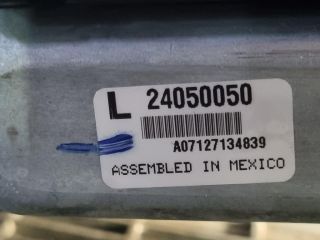 L 24050050
A07127134839
ASSEMBLED IN MEXICO